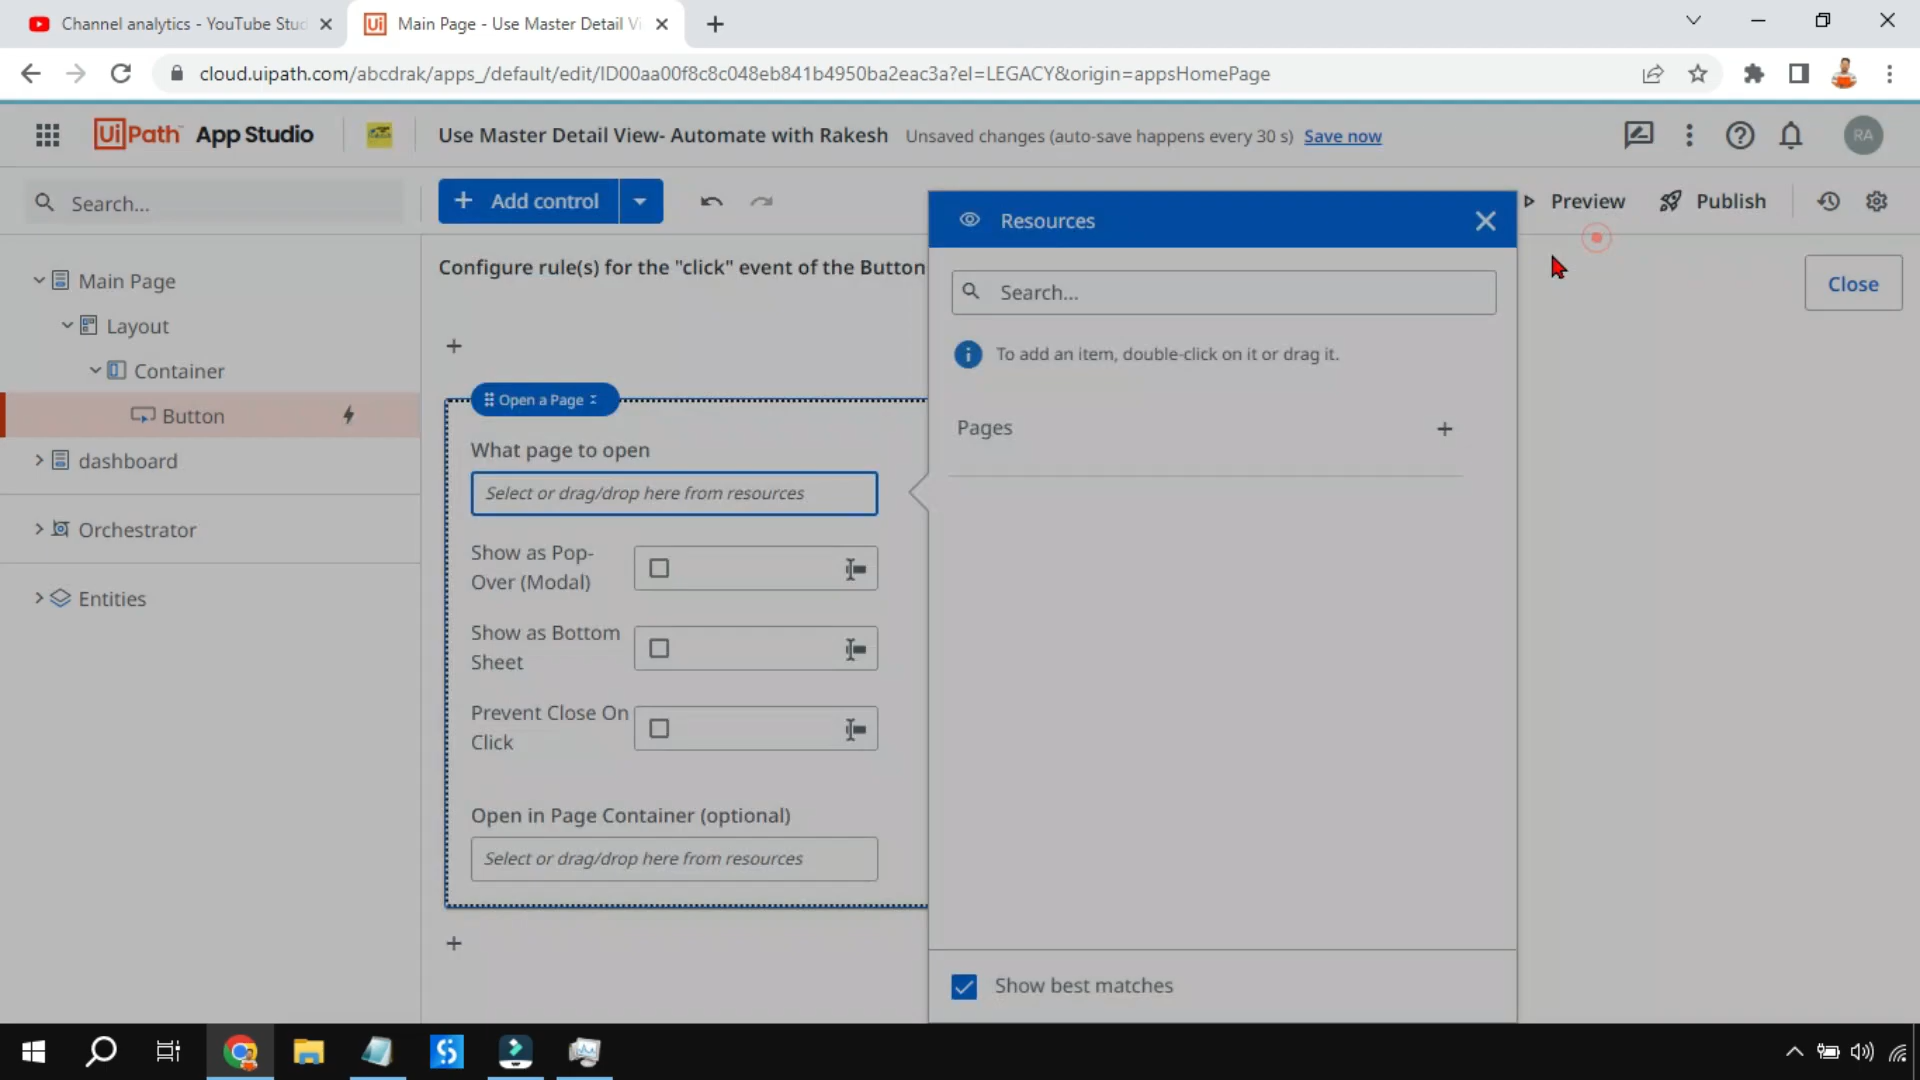 Channel analytics - YouTube Stud
Main Page - Use Master Detail Vi
cloud.uipath.com/abcdrak/apps_/default/edit/ID00aa00f8c8c048eb841b4950ba2eac3a?el=LEGACY&origin=appsHomePage
UiPath App Studio
Use Master Detail View- Automate with Rakesh
Unsaved changes (auto-save happens every 30 s) Save now
RA
Search...
Add control
Preview
Publish
Resources
Configure rule(s) for the "click" event of the Button
Close
Search...
To add an item, double-click on it or drag it.
Pages
Main Page
Layout
Container
Button
dashboard
Orchestrator
Entities
Open a Page
What page to open
Select or drag/drop here from resources
Show as Pop-
Over (Modal)
Show as Bottom
Sheet
Prevent Close On
Click
Open in Page Container (optional)
Select or drag/drop here from resources
Show best matches